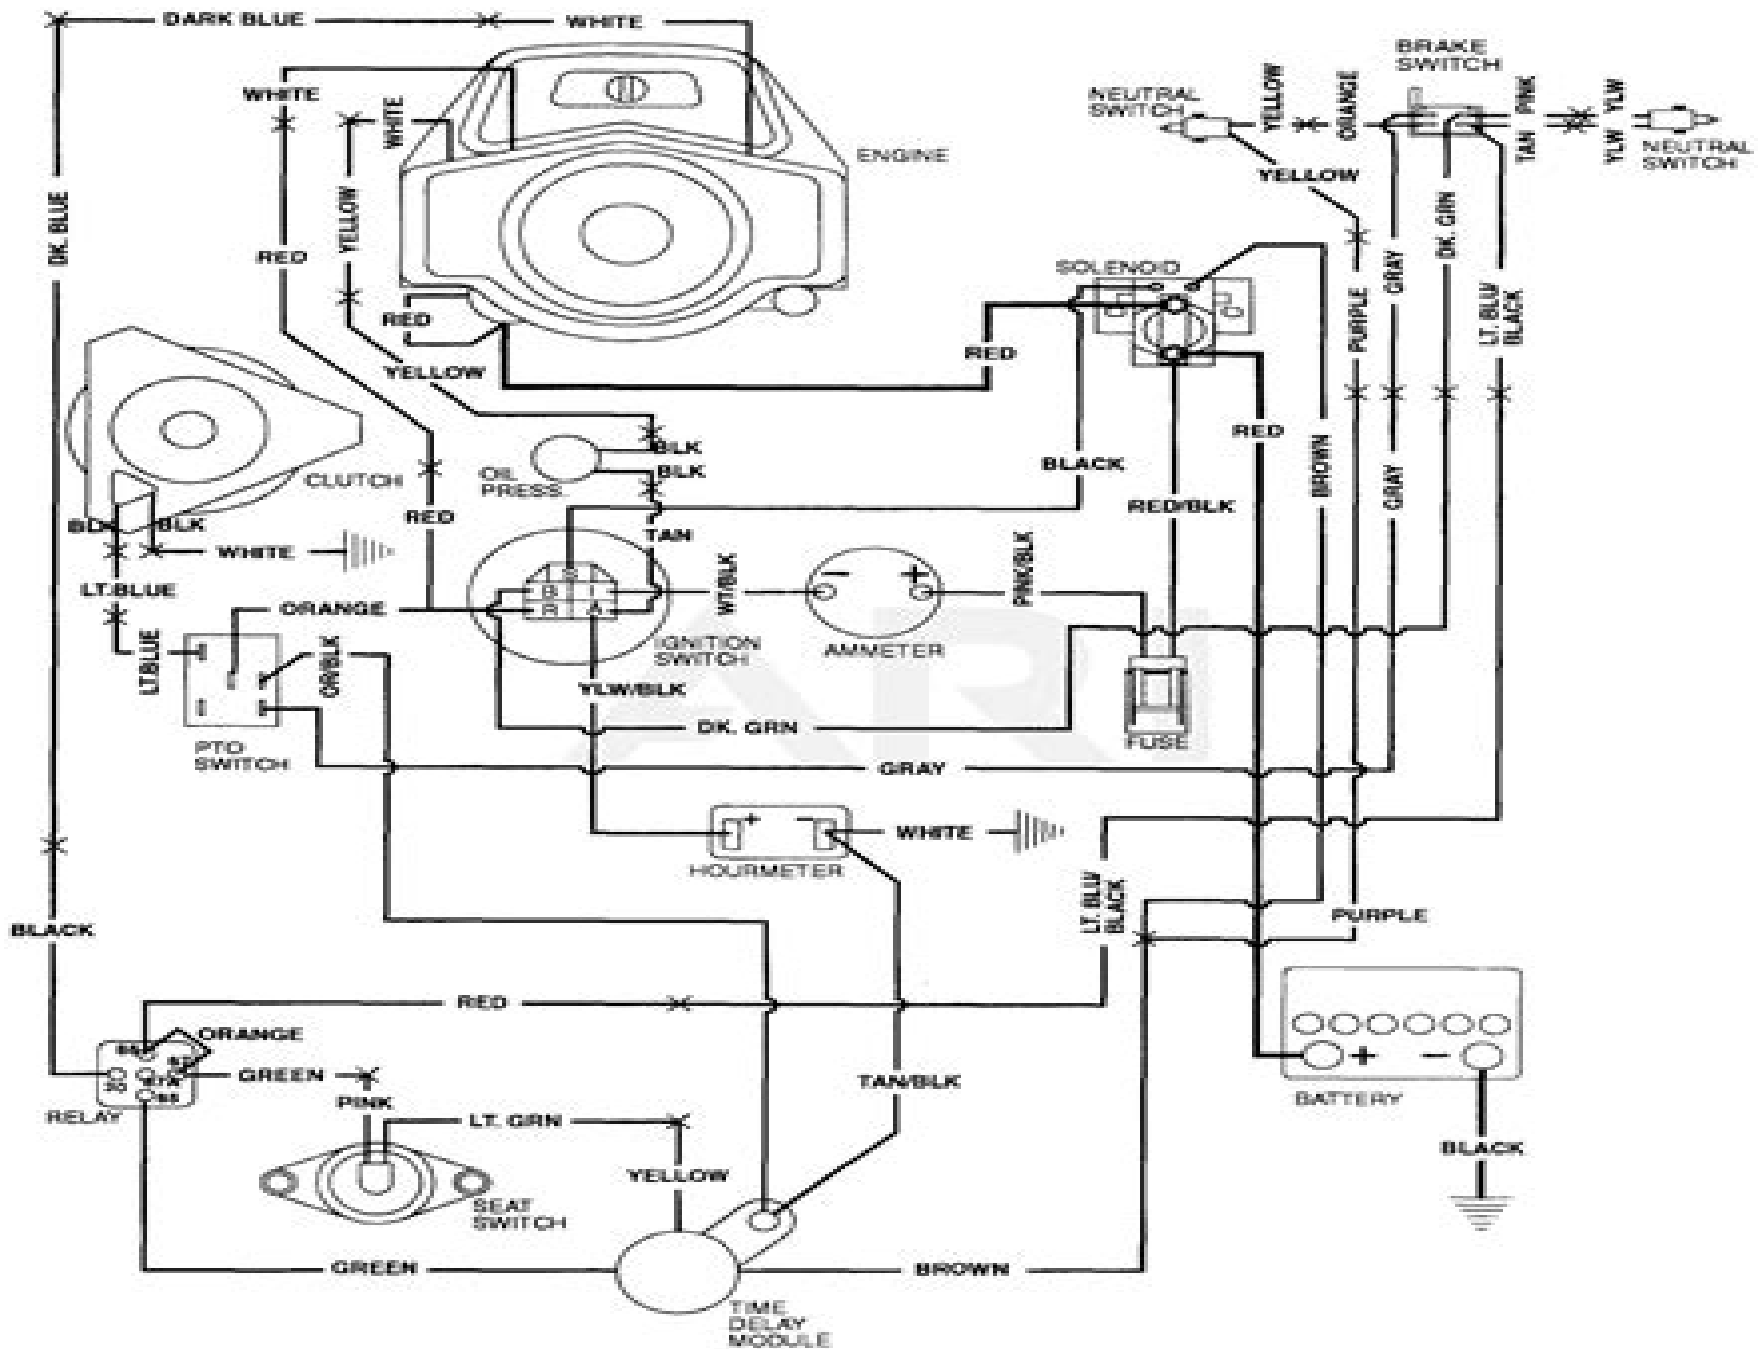 DARK BLUE
WHITE
BRAKE
SWITCH
WHITE
WHITE
NEUTRAL
SWITCH
YELLOW
ORANGE
PINK
TAN
YLW
YLW
NEUTRAL
SWITCH
ENGINE
YELLOW
DK. BLUE
YELLOW
RED
SOLENOID
PURPLE
GRAY
DK. GRN
LT. BLU/
BLACK
RED
YELLOW
RED
RED
BLK
BLK
OIL
PRESS.
CLUTCH
BLACK
BROWN
GRAY
RED/BLK
BLK
BLK
RED
TAN
WHITE
LT.BLUE
ORANGE
B
I
R
A
WT/BLK
PINK/BLK
- +
IGNITION
SWITCH
AMMETER
LT.BLUE
OR/BLK
YLW/BLK
DK. GRN
FUSE
PTO
SWITCH
GRAY
+ -
WHITE
HOURMETER
BLACK
LT. BLU/
BLACK
PURPLE
RED
ORANGE
87A
GREEN
RELAY
PINK
LT. GRN
TAN/BLK
+ -
BATTERY
BLACK
YELLOW
SEAT
SWITCH
GREEN
BROWN
TIME
DELAY
MODULE
ARI